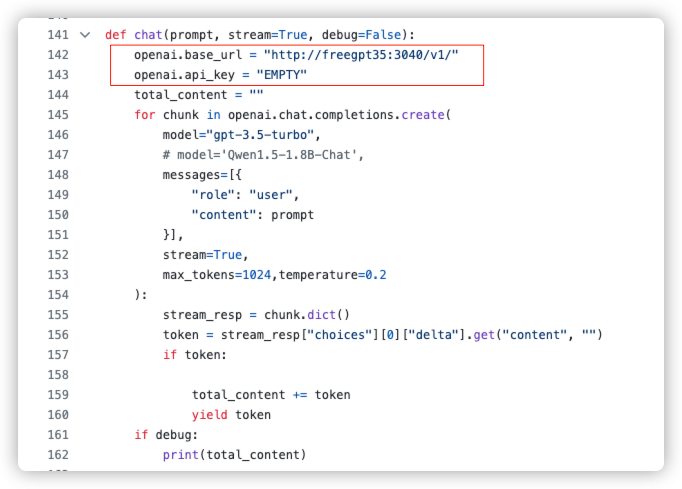 141 def chat(prompt, stream=True, debug=False):
142 openai.base_url = "http://freegpt35:3040/v1/"
143 openai.api_key = "EMPTY"
144 total_content = ""
145 for chunk in openai.chat.completions.create(
146 model="gpt-3.5-turbo",
147 # model='Qwen1.5-1.8B-Chat',
148 messages=[{
149 "role": "user",
150 "content": prompt
151 }],
152 stream=True,
153 max_tokens=1024,temperature=0.2
154 ):
155 stream_resp = chunk.dict()
156 token = stream_resp["choices"][0]["delta"].get("content", "")
157 if token:
158
159 total_content += token
160 yield token
161 if debug:
162 print(total_content)